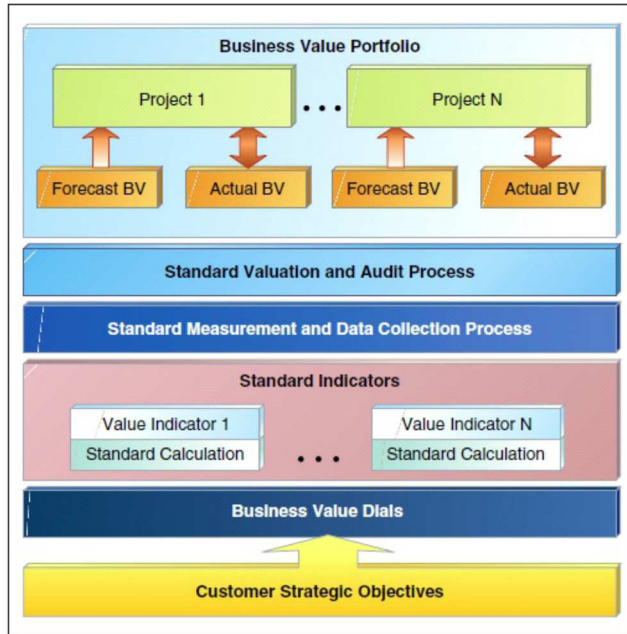 Business Value Portfolio
Project 1
• • •
Project N
Forecast BV
Actual BV
Forecast BV
Actual BV
Standard Valuation and Audit Process
Standard Measurement and Data Collection Process
Standard Indicators
Value Indicator 1
Standard Calculation
• • •
Value Indicator N
Standard Calculation
Business Value Dials
Customer Strategic Objectives